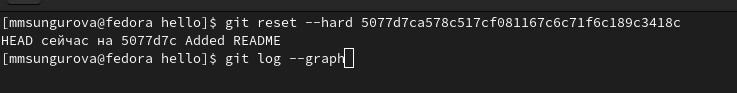 [mmsungurova@fedora hello]$ git reset --hard 5077d7ca578c517cf081167c6c71f6c189c3418c
HEAD сейчас на 5077d7c Added README
[mmsungurova@fedora hello]$ git log --graph